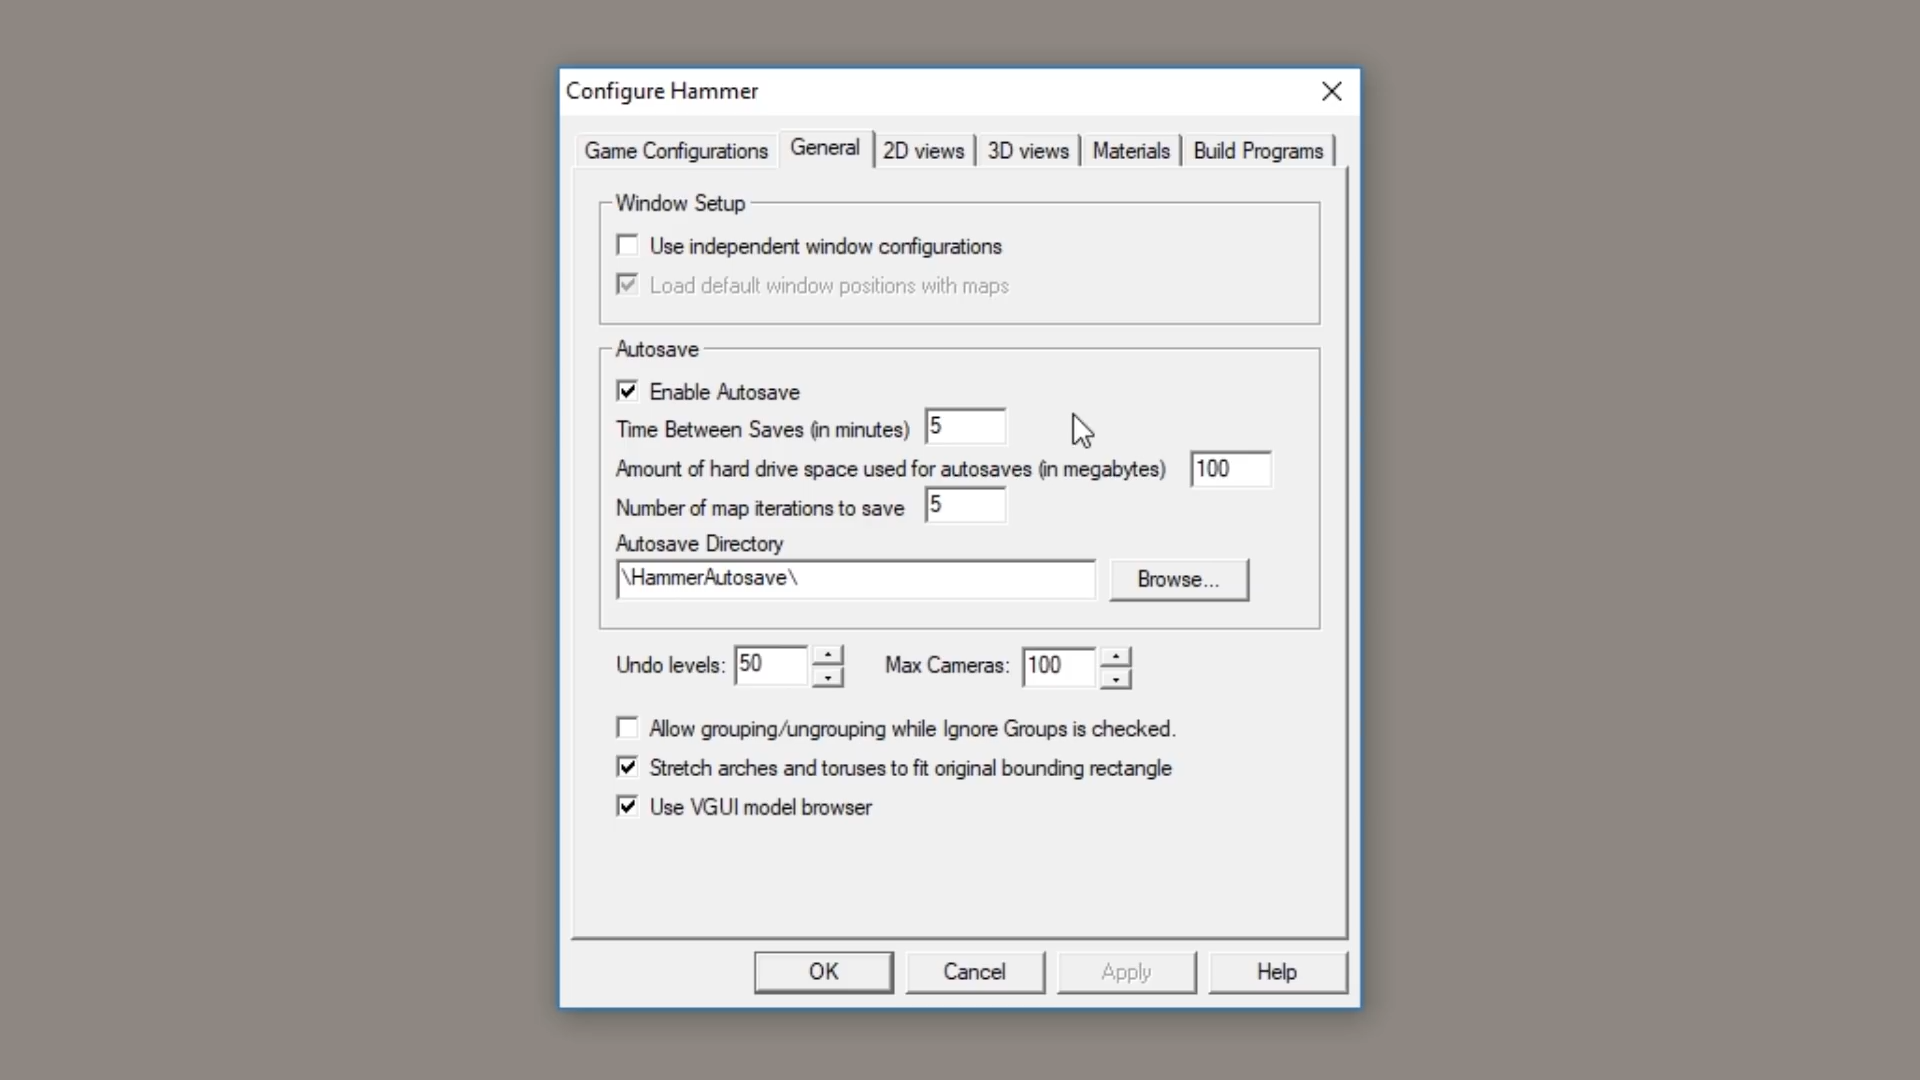 Configure Hammer
Game Configurations General 2D views 3D views Materials Build Programs
Window Setup
Use independent window configurations
Load default window positions with maps
Autosave
Enable Autosave
Time Between Saves (in minutes) 5
Amount of hard drive space used for autosaves (in megabytes) 100
Number of map iterations to save 5
Autosave Directory
\HammerAutosave\ Browse...
Undo levels: 50 Max Cameras: 100
Allow grouping/ungrouping while Ignore Groups is checked.
Stretch arches and toruses to fit original bounding rectangle
Use VGUI model browser
OK Cancel Apply Help